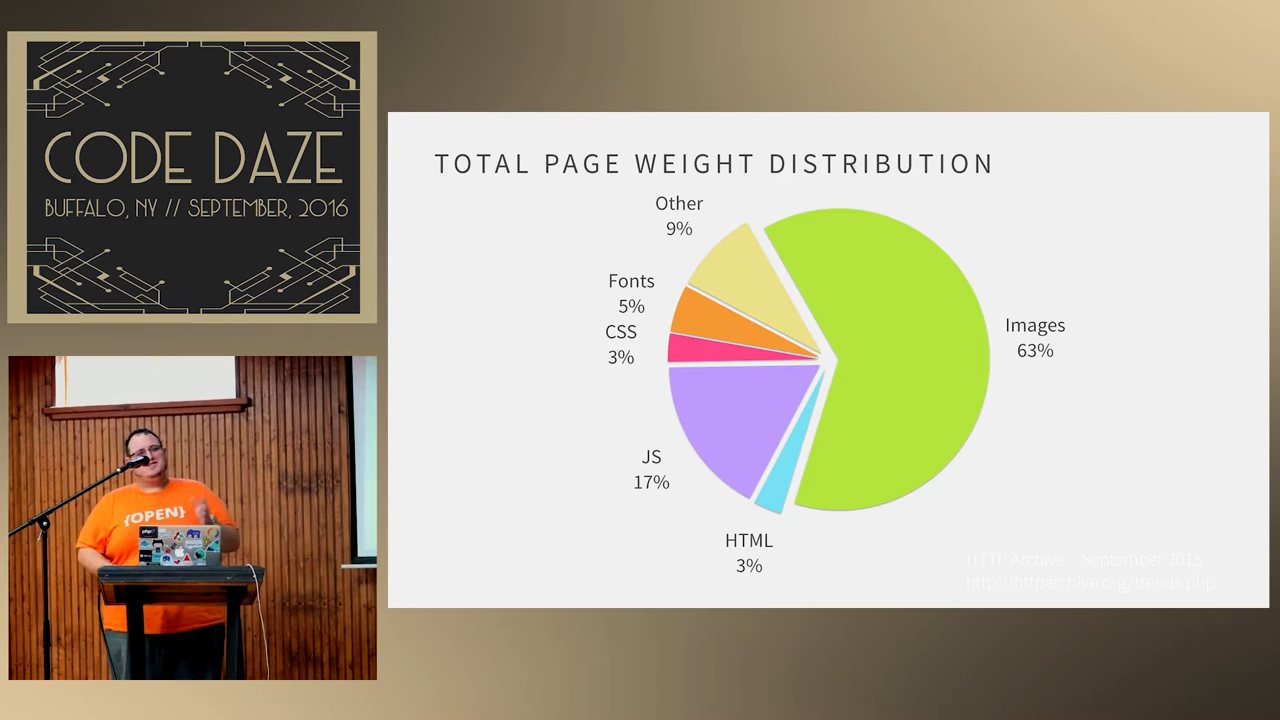 CODE DAZE
BUFFALO, NY // SEPTEMBER, 2016
{OPEN}
php
TOTAL PAGE WEIGHT DISTRIBUTION
Other
9%
Fonts
5%
CSS
3%
JS
17%
HTML
3%
Images
63%
HTTP Archive - September 2015
http://httparchive.org/trends.php